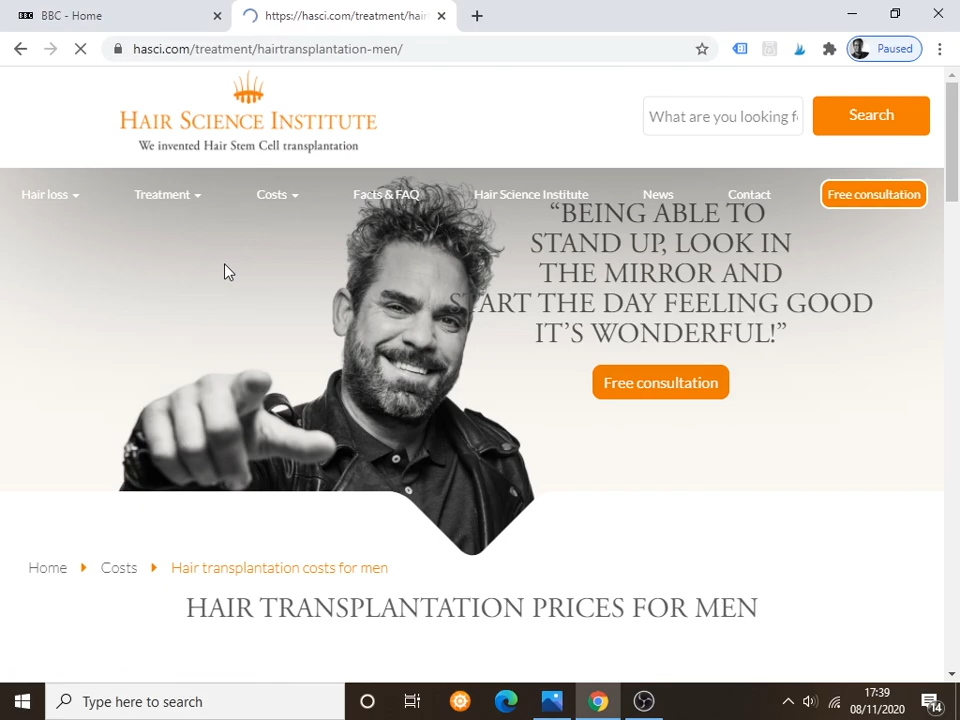 BBC - Home
https://hasci.com/treatment/hair
hasci.com/treatment/hairtransplantation-men/
Paused
HAIR SCIENCE INSTITUTE
We invented Hair Stem Cell transplantation
What are you looking f
Search
Hair loss
Treatment
Costs
Facts & FAQ
Hair Science Institute
News
Contact
Free consultation
“BEING ABLE TO
STAND UP, LOOK IN
THE MIRROR AND
START THE DAY FEELING GOOD
IT’S WONDERFUL!”
Free consultation
Home
Costs
Hair transplantation costs for men
HAIR TRANSPLANTATION PRICES FOR MEN
Type here to search
17:39
08/11/2020
14